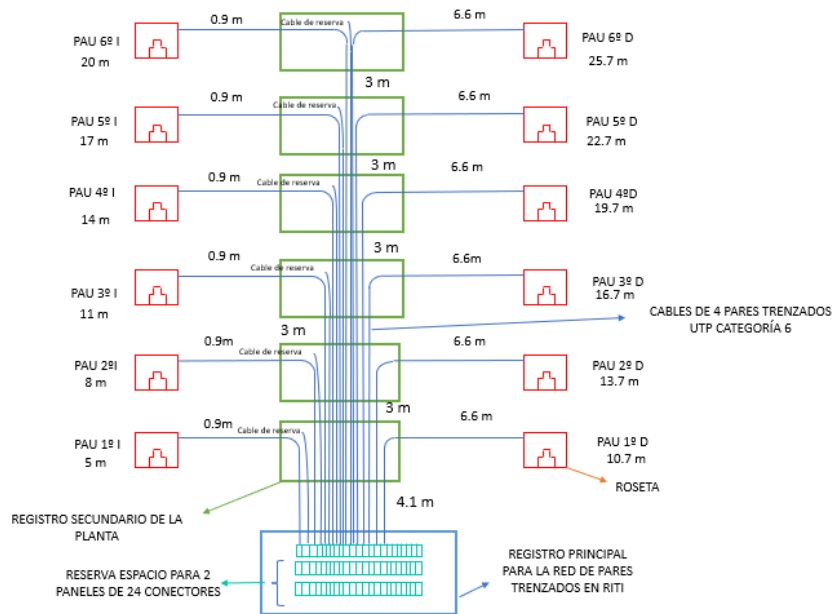 0.9 m
Cable de reserva
6.6 m
PAU 6º I
20 m
PAU 6º D
25.7 m
3 m
0.9 m
Cable de reserva
6.6 m
PAU 5º I
17 m
PAU 5º D
22.7 m
3 m
0.9 m
Cable de reserva
6.6 m
PAU 4º I
14 m
PAU 4ºD
19.7 m
3 m
0.9 m
Cable de reserva
6.6m
PAU 3º I
11 m
PAU 3º D
16.7 m
CABLES DE 4 PARES TRENZADOS
UTP CATEGORÍA 6
3 m
0.9m
Cable de reserva
6.6 m
PAU 2ºI
8 m
PAU 2º D
13.7 m
3 m
0.9m
Cable de reserva
6.6 m
PAU 1º I
5 m
PAU 1º D
10.7 m
4.1 m
ROSETA
REGISTRO SECUNDARIO DE LA
PLANTA
RESERVA ESPACIO PARA 2
PANELES DE 24 CONECTORES
REGISTRO PRINCIPAL
PARA LA RED DE PARES
TRENZADOS EN RITI